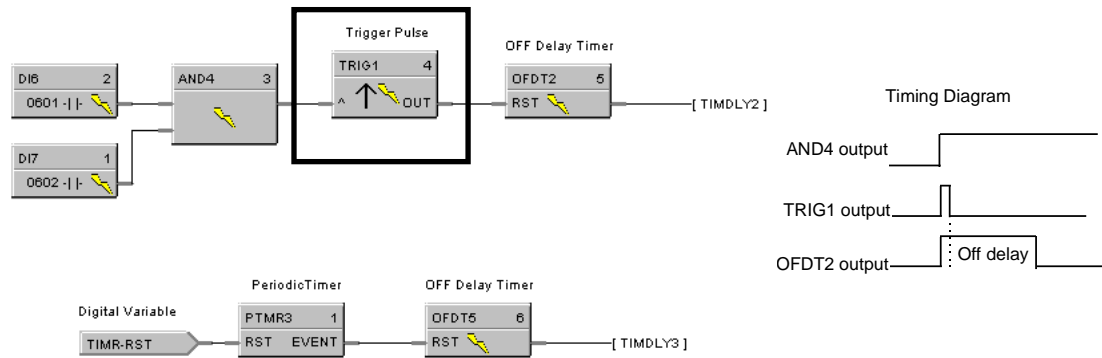 Trigger Pulse
OFF Delay Timer
DI6 2
0601 -| |-
AND4 3
TRIG1 4
^ OUT
OFDT2 5
RST
[ TIMDLY2 ]
DI7 1
0602 -| |-
Timing Diagram
AND4 output
TRIG1 output
OFDT2 output
Off delay
PeriodicTimer
OFF Delay Timer
Digital Variable
TIMR-RST
PTMR3 1
RST EVENT
OFDT5 6
RST
[ TIMDLY3 ]